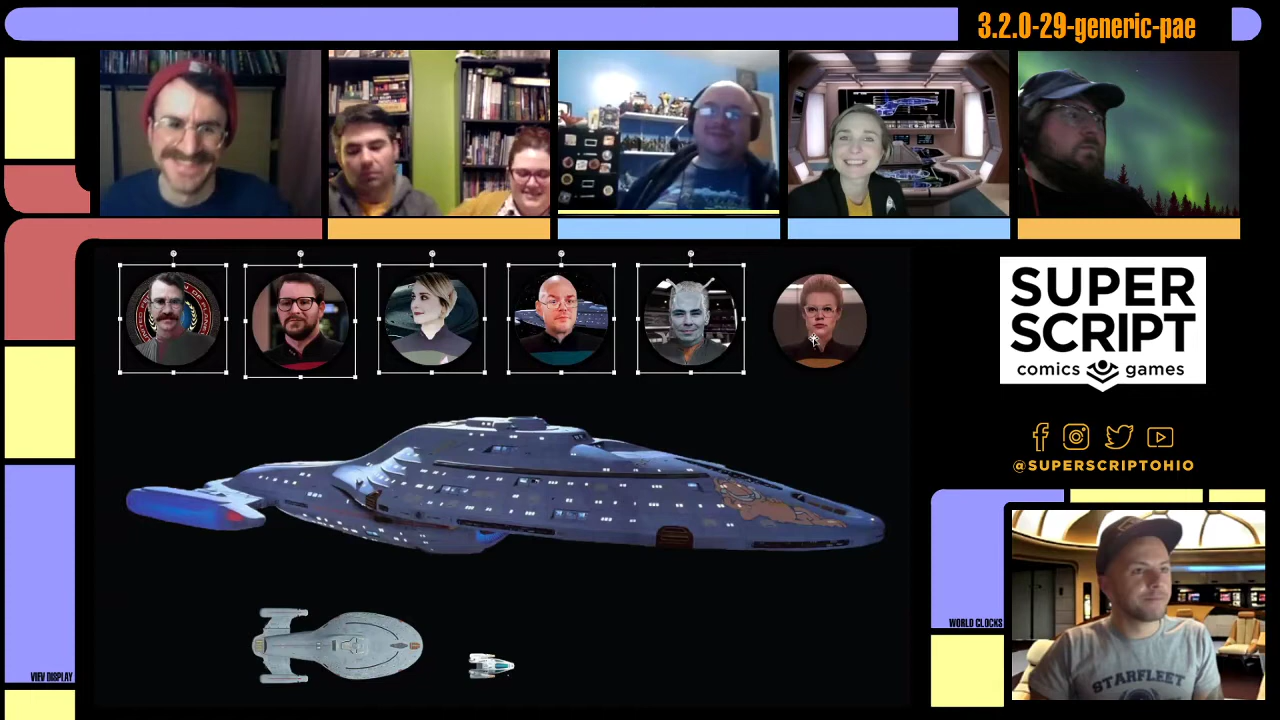 3.2.0-29-generic-pae
SUPER
SCRIPT
comics games
@SUPERSCRIPTOHIO
WORLD CLOCKS
VIEW DISPLAY
STARFLEET